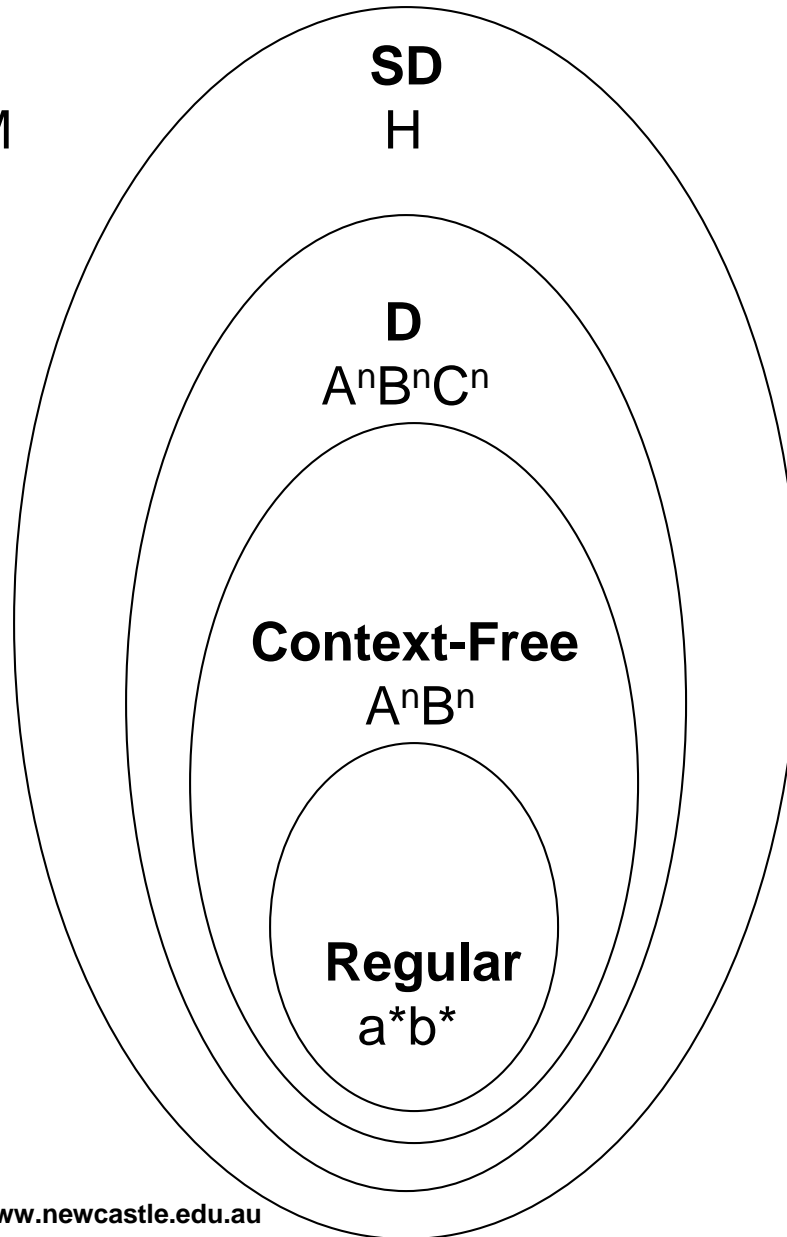 SD
M
H
D
AⁿBⁿCⁿ
Context-Free
AⁿBⁿ
Regular
a*b*
ww.newcastle.edu.au